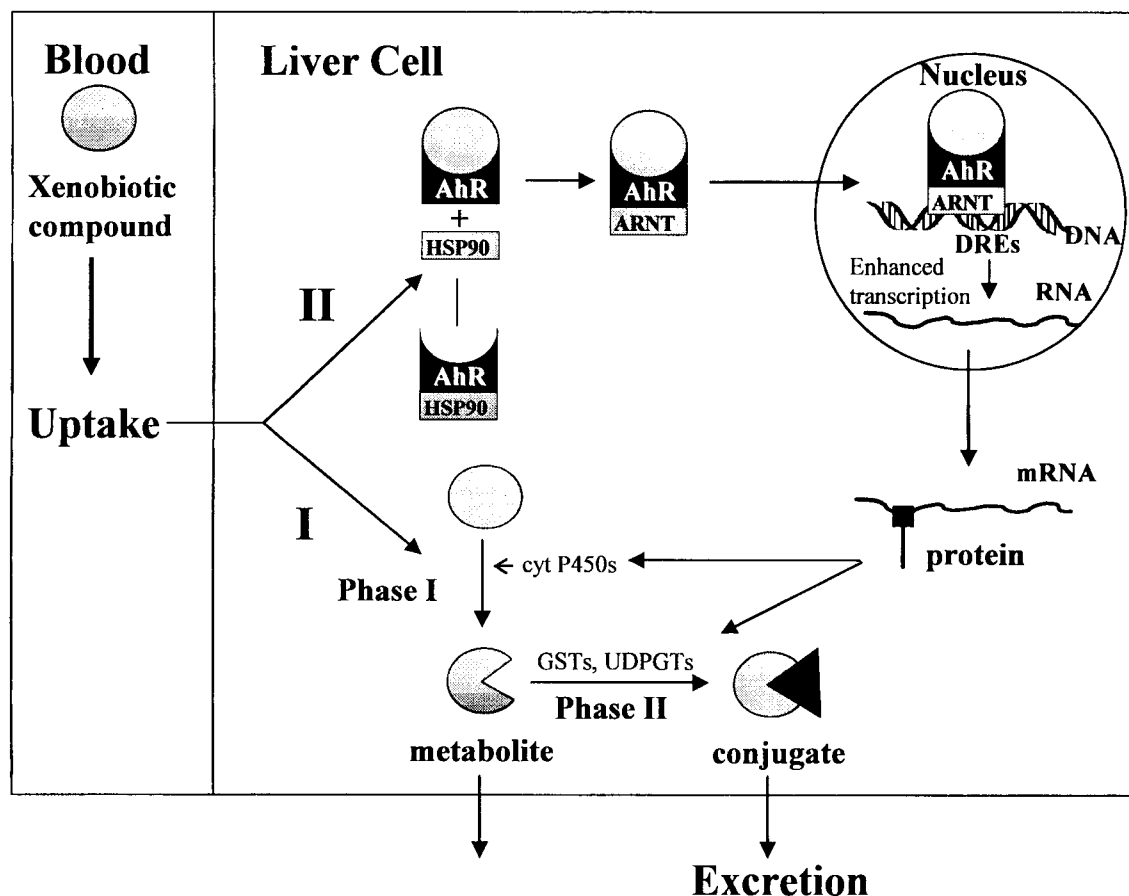 Blood
Xenobiotic
compound
Uptake
Liver Cell
II
I
AhR
+
HSP90
AhR
HSP90
AhR
ARNT
Nucleus
AhR
ARNT
DNA
DREs
Enhanced
transcription
RNA
mRNA
protein
Phase I
cyt P450s
GSTs, UDPGTs
Phase II
metabolite
conjugate
Excretion